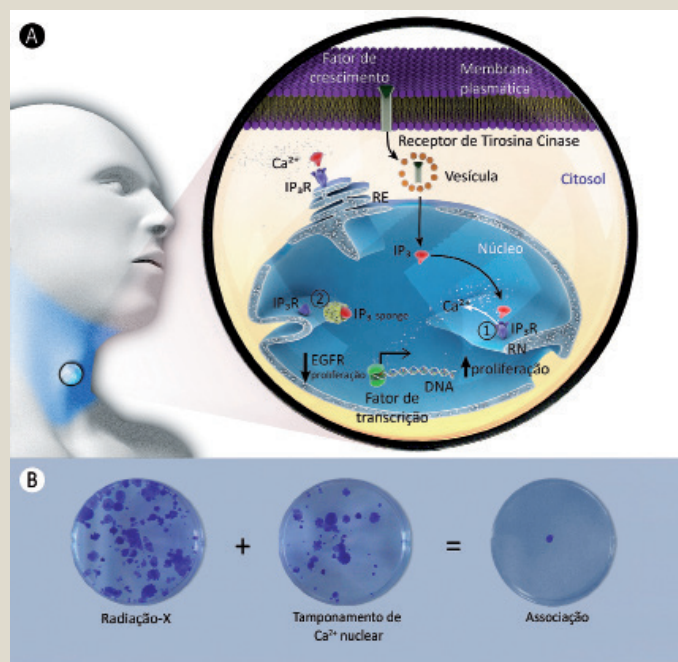 A
Fator de
crescimento
Membrana
plasmatica
Receptor de Tirosina Cinase
Ca²⁺
IP₃R
RE
Vesícula
Citosol
Núcleo
IP₃
Ca²⁺
IP₃R
2
IP₃ sponge
1
IP₃R
RN
EGFR
proliferação
proliferação
DNA
Fator de
transcrição
B
+
=
Radiação-X
Tamponamento de
Ca²⁺ nuclear
Associação